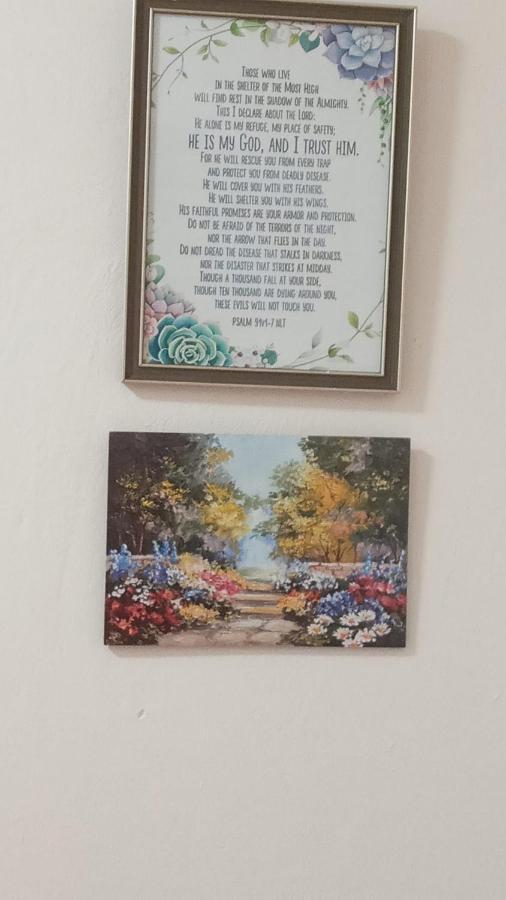 Those who live
in the shelter of the Most High
will find rest in the shadow of the Almighty.
This I declare about the Lord:
He alone is my refuge, my place of safety;
he is my God, and I trust him.
For he will rescue you from every trap
and protect you from deadly disease.
He will cover you with his feathers.
He will shelter you with his wings.
His faithful promises are your armor and protection.
Do not be afraid of the terrors of the night,
nor the arrow that flies in the day.
Do not dread the disease that stalks in darkness,
nor the disaster that strikes at midday.
Though a thousand fall at your side,
though ten thousand are dying around you,
these evils will not touch you.
Psalm 91v1-7 NLT